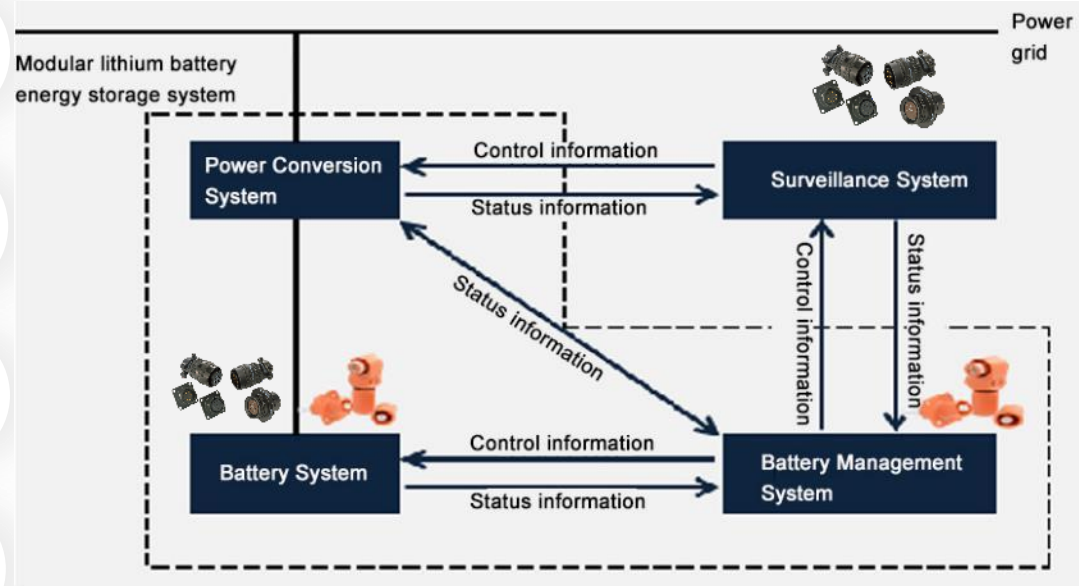 Power
grid
Modular lithium battery
energy storage system
Power Conversion
System
Control information
Status information
Surveillance System
Status information
Control information
Status information
Battery System
Control information
Status information
Battery Management
System